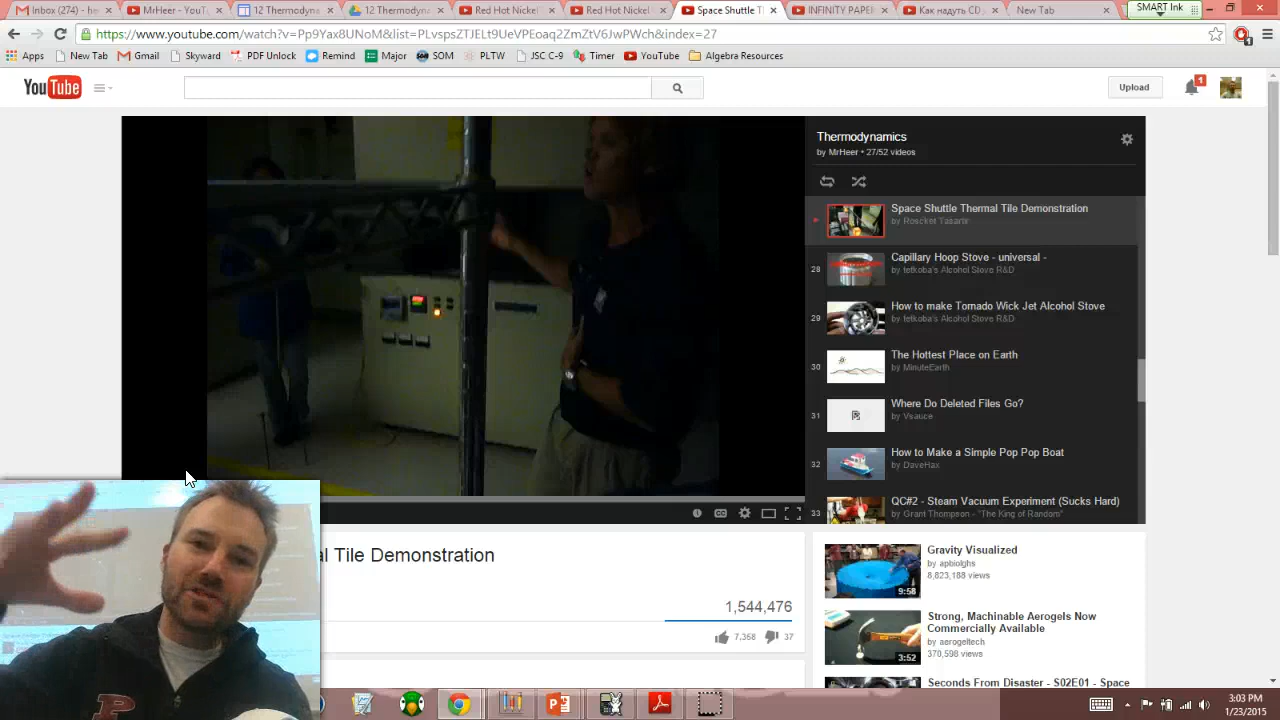 MrHeer - YouT
12 Thermodyname
12 Thermodyname
Red Hot Nickel
Red Hot Nickel
Space Shuttle T
INFINITY.PAPER
Как надуть CD
New Tab
SMART Ink
https://www.youtube.com/watch?v=Pp9Yax8UNoM&list=PLvspsZTJELt9UeVPEoaq2ZmZtV6JwPWch&index=27
Apps
New Tab
Gmail
Skyward
PDF Unlock
Remind
Major
SOM
PLTW
JSC C-9
Timer
YouTube
Algebra Resources
YouTube
Upload
1
Thermodynamics
by MrHeer • 27/52 videos
Space Shuttle Thermal Tile Demonstration
28
Capillary Hoop Stove - universal -
by tetkoba's Alcohol Stove R&D
29
How to make Tornado Wick Jet Alcohol Stove
by tetkoba's Alcohol Stove R&D
30
The Hottest Place on Earth
by MinuteEarth
31
Where Do Deleted Files Go?
by Vsauce
32
How to Make a Simple Pop Pop Boat
by DaveHax
33
QC#2 - Steam Vacuum Experiment (Sucks Hard)
by Grant Thompson - "The King of Random"
al Tile Demonstration
1,544,476
7,368
37
Gravity Visualized
by apbiolghs
8,823,188 views
9:58
Strong, Machinable Aerogels Now
Commercially Available
by aerogeltech
370,598 views
3:52
Seconds From Disaster - S02E01 - Space
P
3:03 PM
1/23/2015